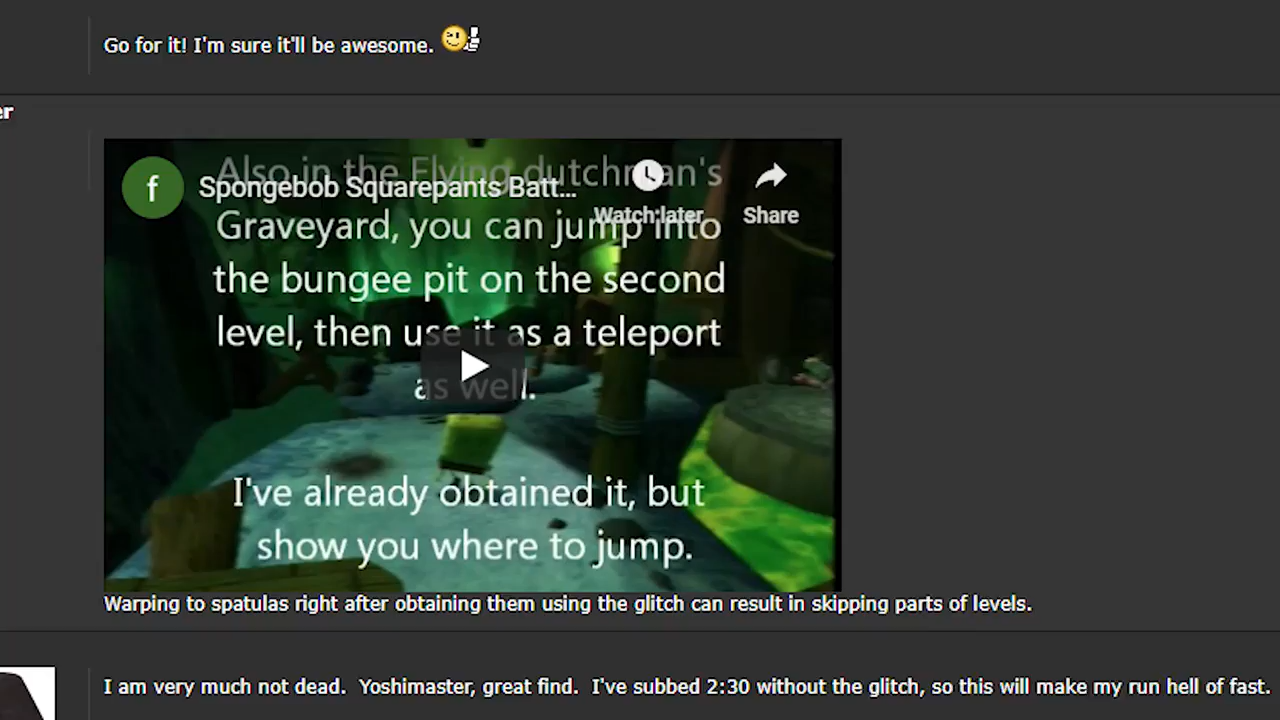 Go for it! I'm sure it'll be awesome.
er
Also in the Flying dutchman's
f
Spongebob Squarepants Batt...
Watch later
Share
Graveyard, you can jump into
the bungee pit on the second
level, then use it as a teleport
as well.
I've already obtained it, but
show you where to jump.
Warping to spatulas right after obtaining them using the glitch can result in skipping parts of levels.
I am very much not dead.  Yoshimaster, great find.  I've subbed 2:30 without the glitch, so this will make my run hell of fast.